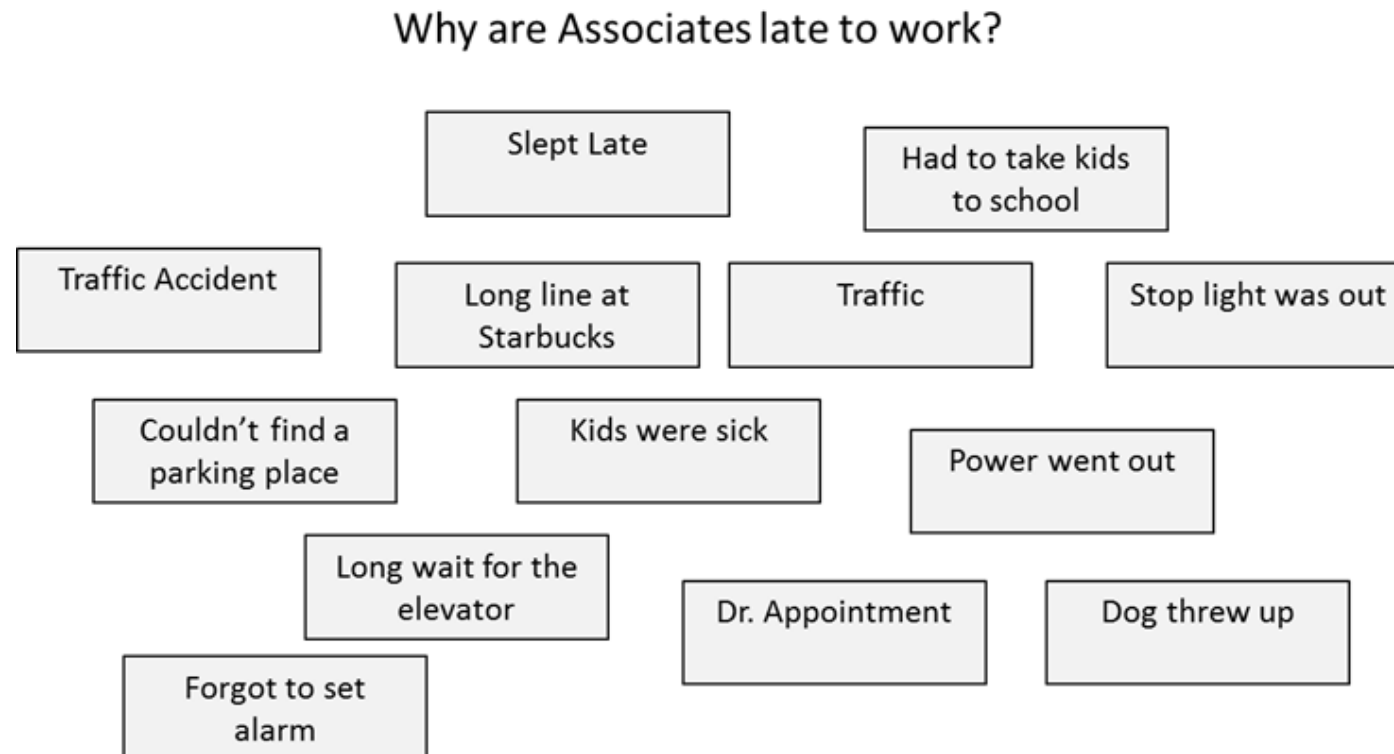 Why are Associates late to work?
Slept Late
Had to take kids
to school
Traffic Accident
Long line at
Starbucks
Traffic
Stop light was out
Couldn’t find a
parking place
Kids were sick
Power went out
Long wait for the
elevator
Dr. Appointment
Dog threw up
Forgot to set
alarm